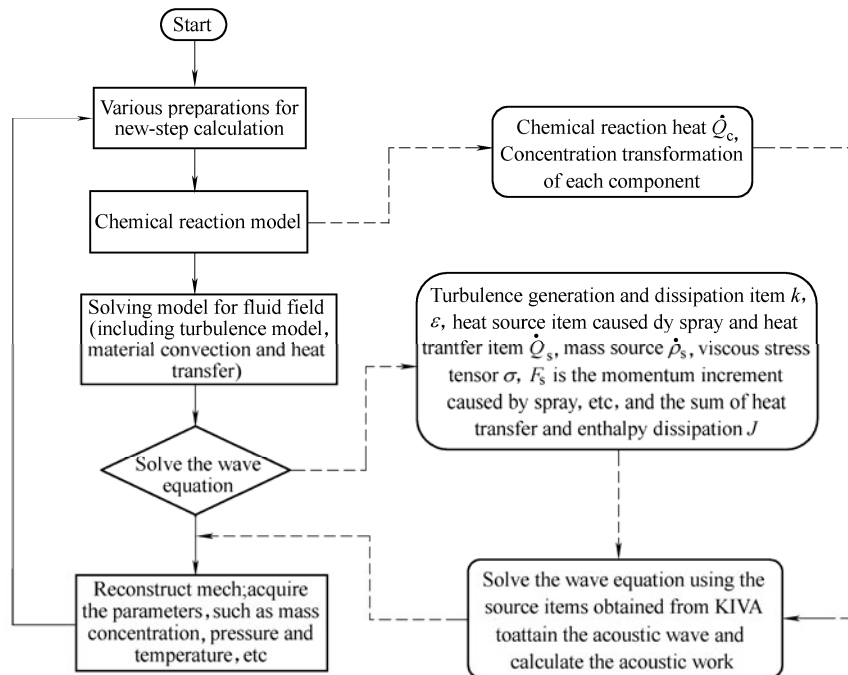 Start
Various preparations for
new-step calculation
Chemical reaction model
Solving model for fluid field
(including turbulence model,
material convection and heat
transfer)
Solve the wave
equation
Reconstruct mech;acquire
the parameters, such as mass
concentration, pressure and
temperature, etc
Chemical reaction heat Q̇c,
Concentration transformation
of each component
Turbulence generation and dissipation item k,
ε, heat source item caused dy spray and heat
trantfer item Q̇s, mass source ρ̇s, viscous stress
tensor σ, Fs is the momentum increment
caused by spray, etc, and the sum of heat
transfer and enthalpy dissipation J
Solve the wave equation using the
source items obtained from KIVA
toattain the acoustic wave and
calculate the acoustic work